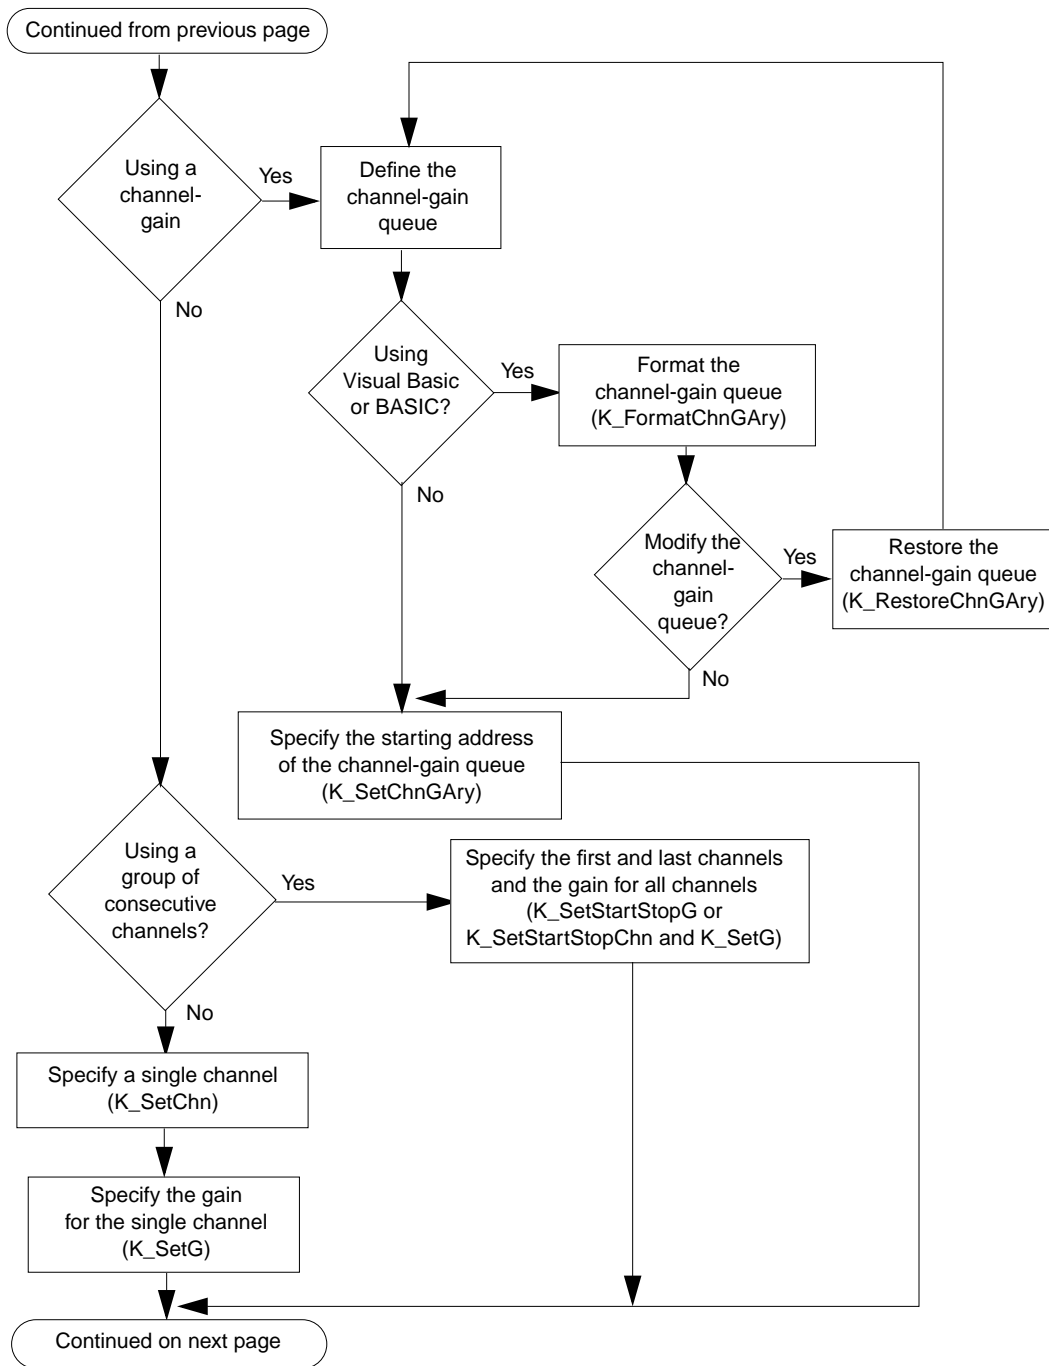 Continued from previous page
Using a
channel-
gain
Yes
No
Define the
channel-gain
queue
Using
Visual Basic
or BASIC?
Yes
No
Format the
channel-gain queue
(K_FormatChnGAry)
Modify the
channel-
gain
queue?
Yes
No
Restore the
channel-gain queue
(K_RestoreChnGAry)
Specify the starting address
of the channel-gain queue
(K_SetChnGAry)
Using a
group of
consecutive
channels?
Yes
No
Specify the first and last channels
and the gain for all channels
(K_SetStartStopG or
K_SetStartStopChn and K_SetG)
Specify a single channel
(K_SetChn)
Specify the gain
for the single channel
(K_SetG)
Continued on next page